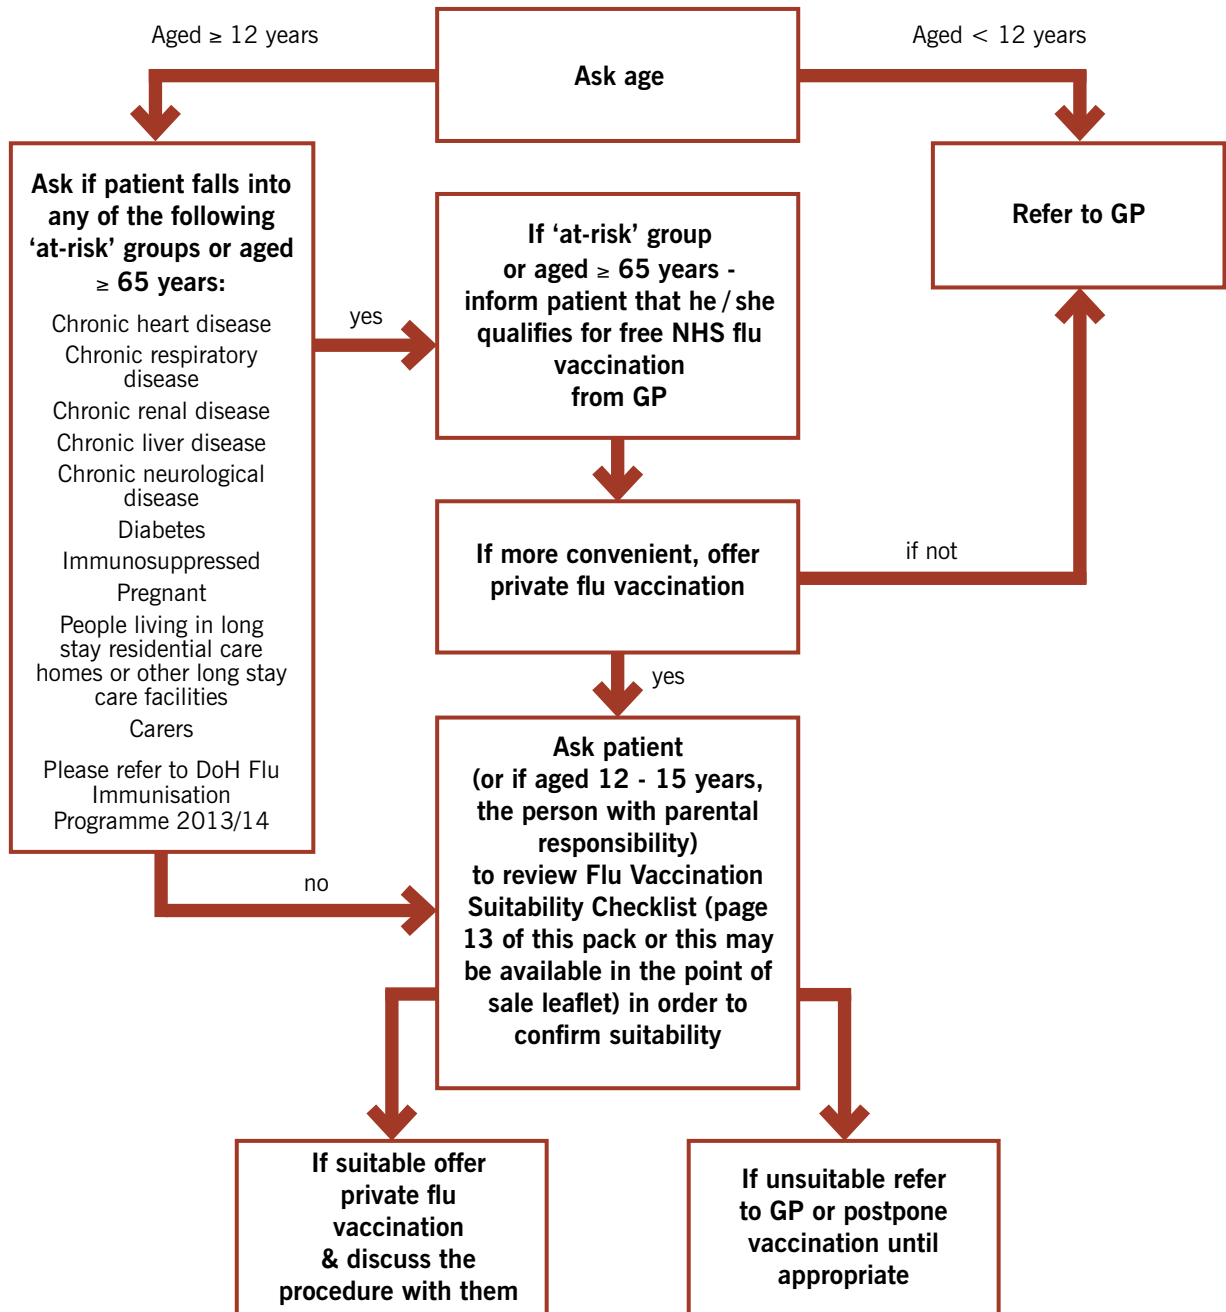 Aged ≥ 12 years
Aged < 12 years
Ask age
Ask if patient falls into
any of the following
‘at-risk’ groups or aged
≥ 65 years:
Chronic heart disease
Chronic respiratory
disease
Chronic renal disease
Chronic liver disease
Chronic neurological
disease
Diabetes
Immunosuppressed
Pregnant
People living in long
stay residential care
homes or other long stay
care facilities
Carers
Please refer to DoH Flu
Immunisation
Programme 2013/14
yes
If ‘at-risk’ group
or aged ≥ 65 years -
inform patient that he / she
qualifies for free NHS flu
vaccination
from GP
Refer to GP
If more convenient, offer
private flu vaccination
if not
yes
no
Ask patient
(or if aged 12 - 15 years,
the person with parental
responsibility)
to review Flu Vaccination
Suitability Checklist (page
13 of this pack or this may
be available in the point of
sale leaflet) in order to
confirm suitability
If suitable offer
private flu
vaccination
& discuss the
procedure with them
If unsuitable refer
to GP or postpone
vaccination until
appropriate